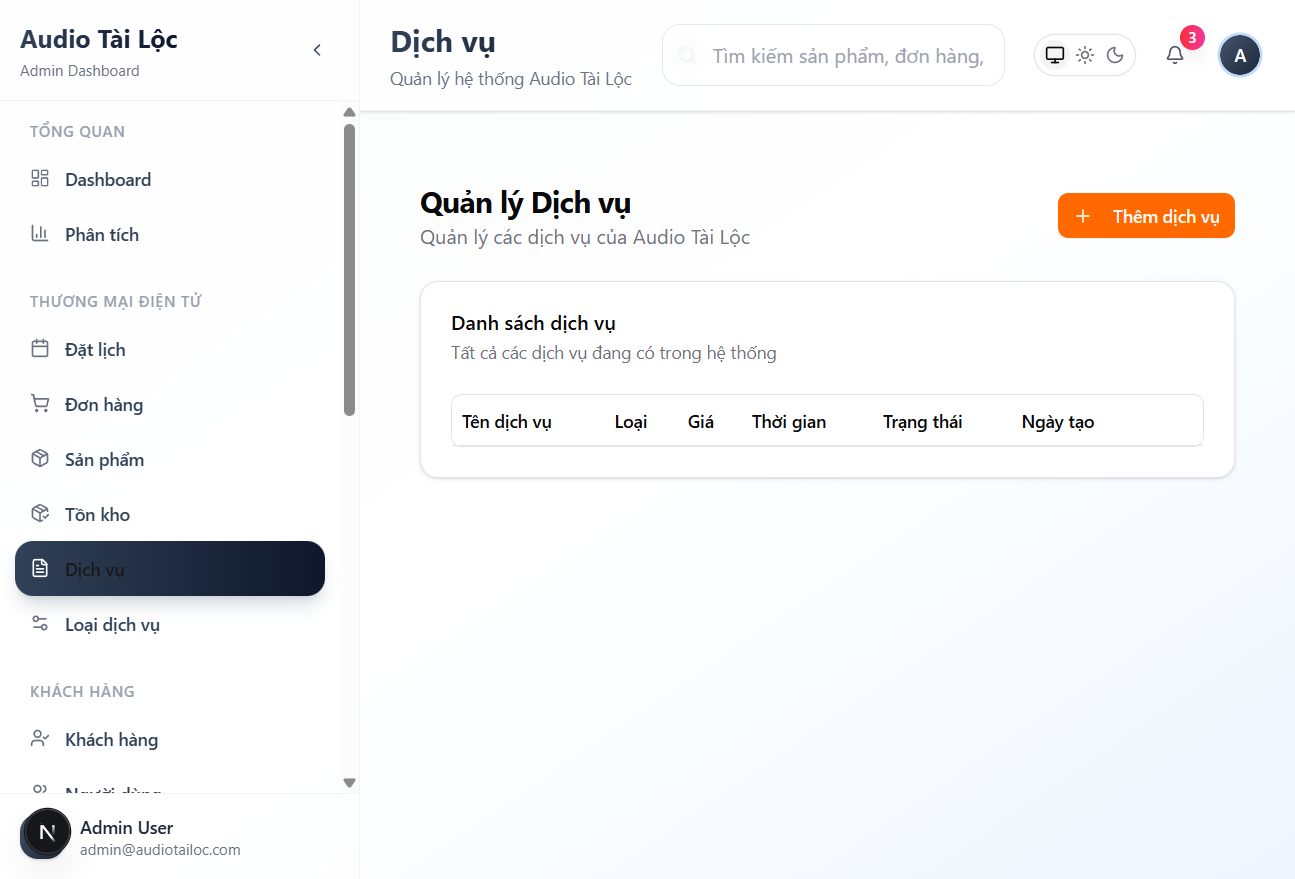 Audio Tài Lộc
Admin Dashboard
TỔNG QUAN
Dashboard
Phân tích
THƯƠNG MẠI ĐIỆN TỬ
Đặt lịch
Đơn hàng
Sản phẩm
Tồn kho
Dịch vụ
Loại dịch vụ
KHÁCH HÀNG
Khách hàng
Người dùng
N
Admin User
admin@audiotailoc.com
Dịch vụ
Quản lý hệ thống Audio Tài Lộc
Tìm kiếm sản phẩm, đơn hàng,
3
A
Quản lý Dịch vụ
Quản lý các dịch vụ của Audio Tài Lộc
Thêm dịch vụ
Danh sách dịch vụ
Tất cả các dịch vụ đang có trong hệ thống
Tên dịch vụ Loại Giá Thời gian Trạng thái Ngày tạo